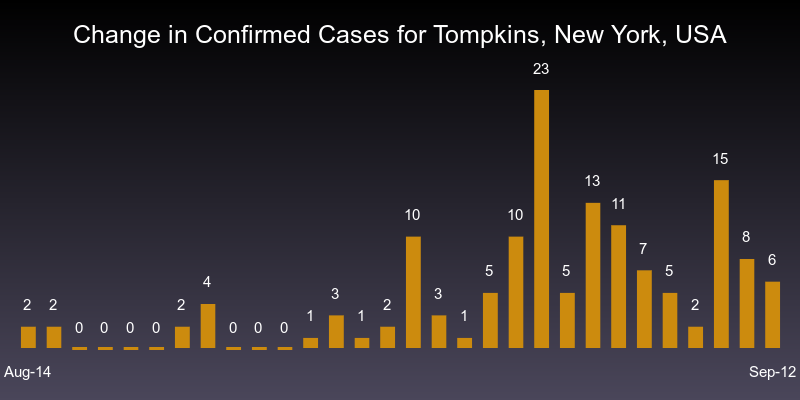 Change in Confirmed Cases for Tompkins, New York, USA
2 2 0 0 0 0 2 4 0 0 0 1 3 1 2 10 3 1 5 10 23 5 13 11 7 5 2 15 8 6
Aug-14 Sep-12